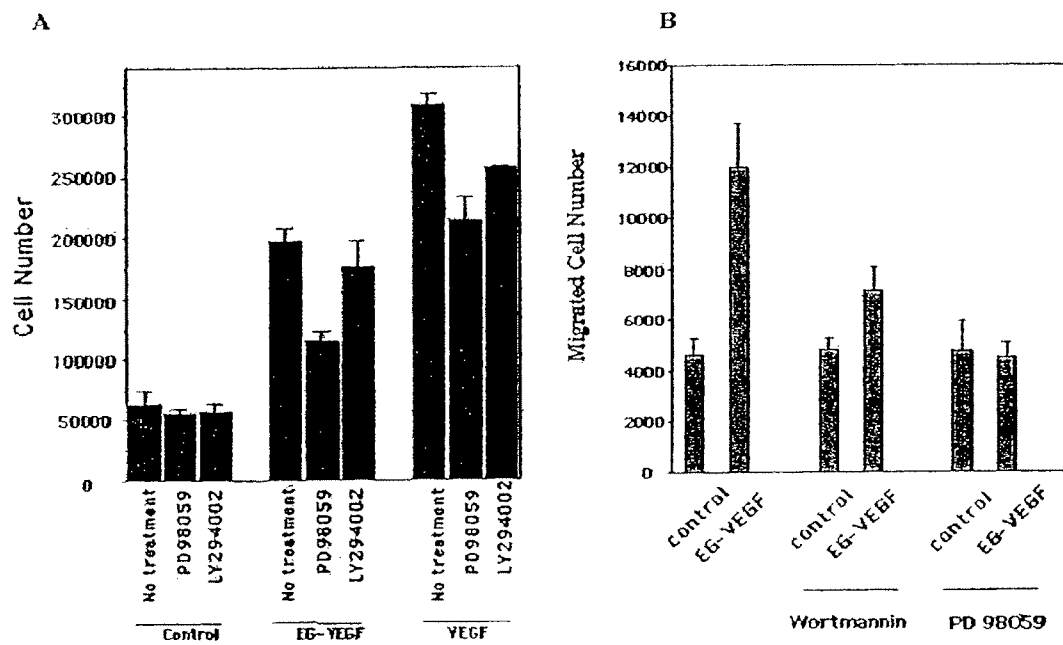 A
Cell Number
300000
250000
200000
150000
100000
50000
0
No treatment
PD98059
LY294002
No treatment
PD98059
LY294002
No treatment
PD98059
LY294002
Control
EG-VEGF
VEGF
B
Migrated Cell Number
16000
14000
12000
10000
8000
6000
4000
2000
0
control
EG-VEGF
control
EG-VEGF
control
EG-VEGF
Wortmannin
PD 98059